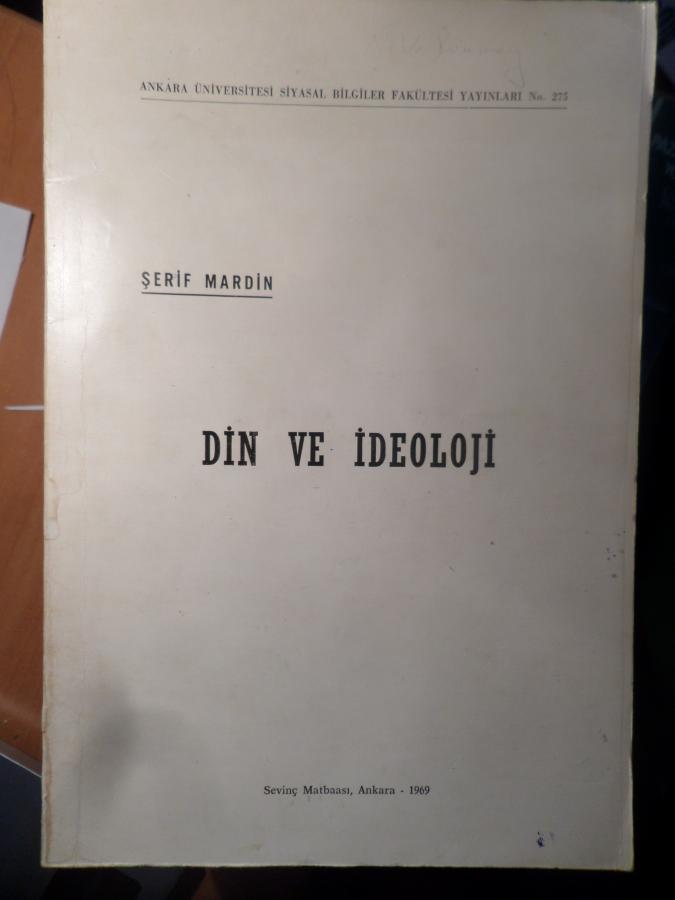 ANKARA ÜNİVERSİTESİ SİYASAL BİLGİLER FAKÜLTESİ YAYINLARI No. 275
ŞERİF MARDİN
DİN VE İDEOLOJİ
Sevinç Matbaası, Ankara - 1969